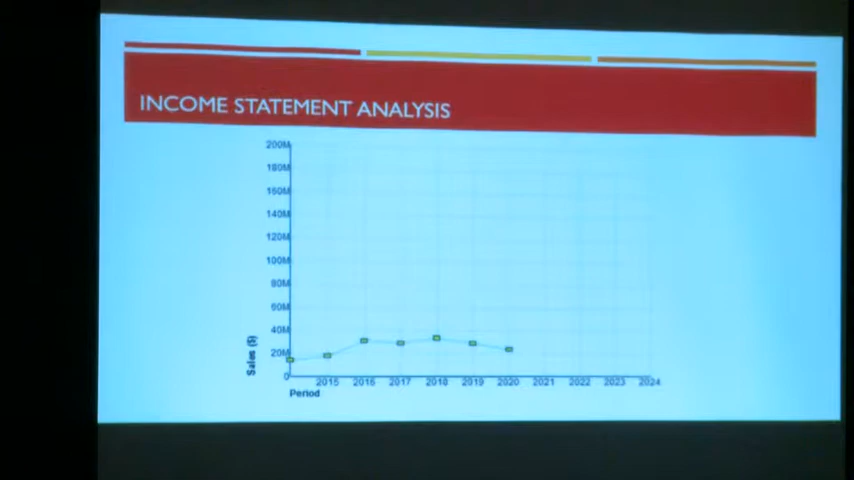 INCOME STATEMENT ANALYSIS
200M
180M
160M
140M
120M
100M
80M
60M
40M
20M
0
Sales ($)
2015 2016 2017 2018 2019 2020 2021 2022 2023 2024
Period